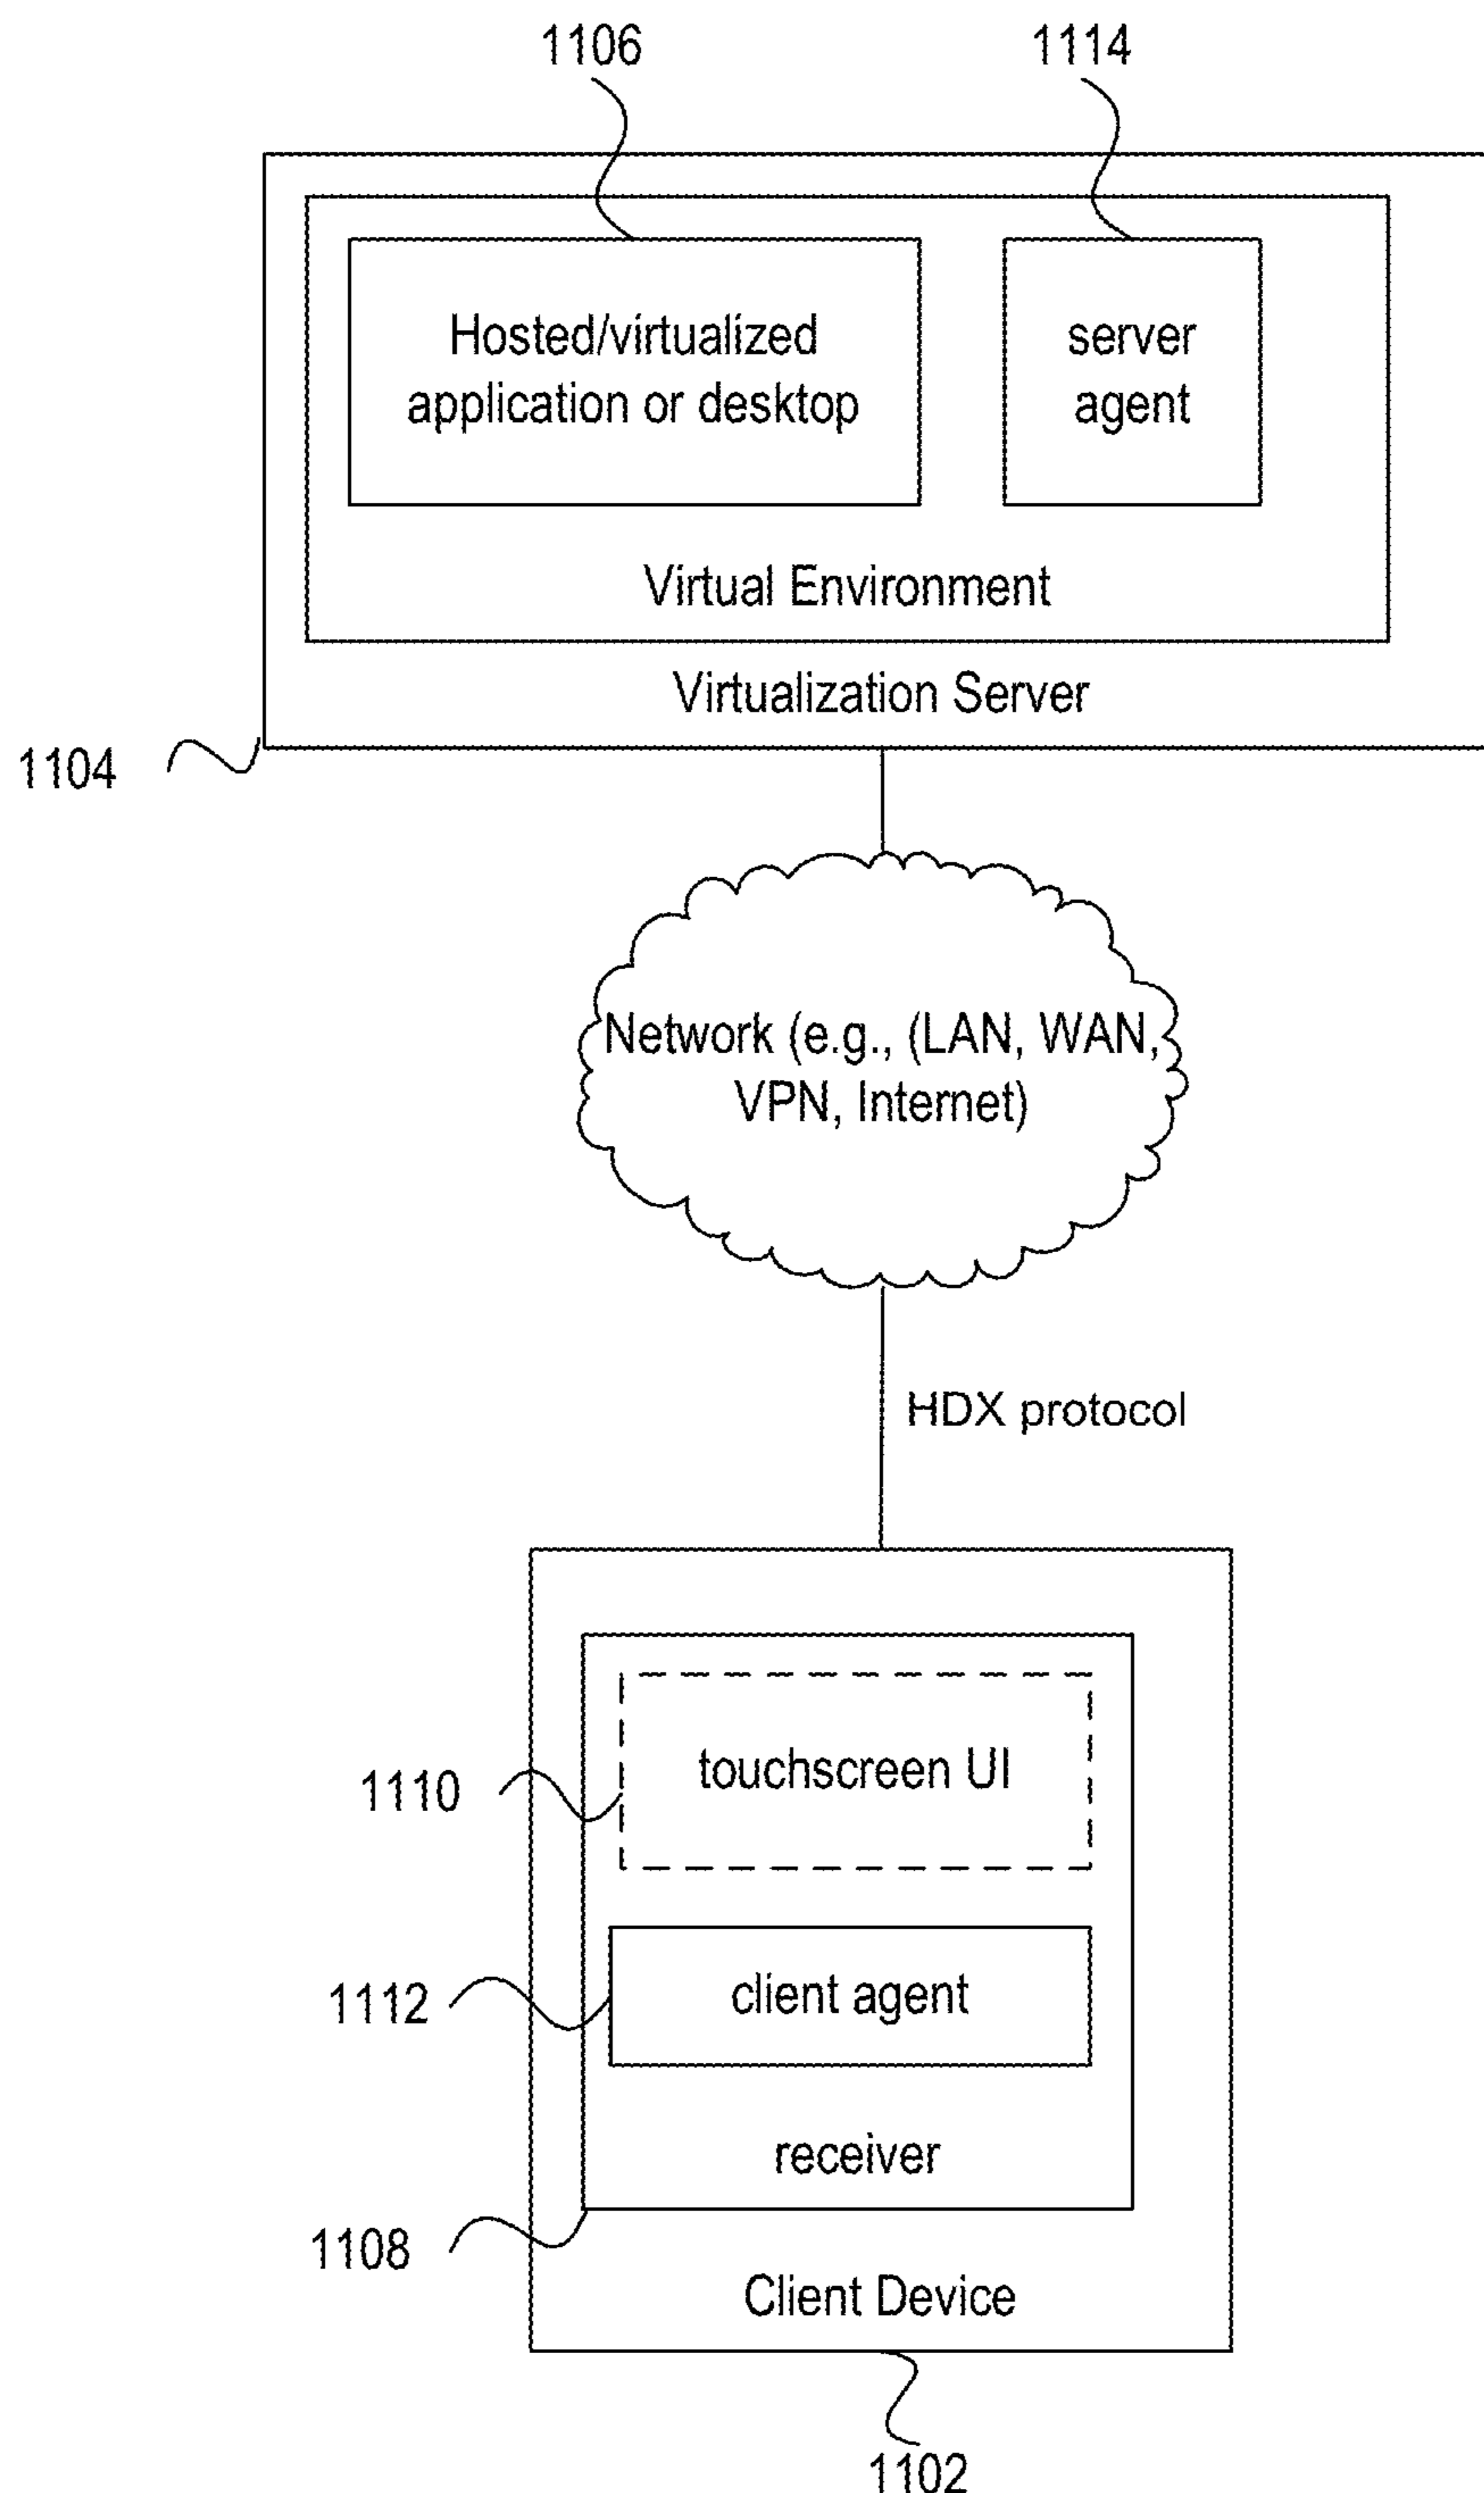 1106
1114
Hosted/virtualized
application or desktop
server
agent
Virtual Environment
Virtualization Server
1104
Network (e.g., (LAN, WAN,
VPN, Internet)
HDX protocol
touchscreen UI
1110
client agent
1112
receiver
1108
Client Device
1102